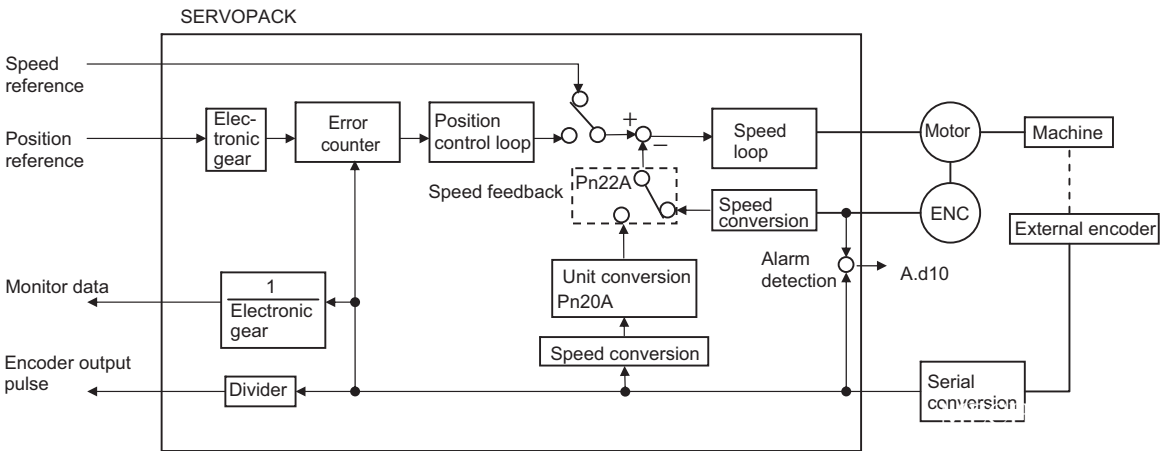 SERVOPACK
Speed
reference
Position
reference
Elec-
tronic
gear
Error
counter
Position
control loop
+
−
Speed
loop
Motor
Machine
Speed feedback
Pn22A
Speed
conversion
ENC
External encoder
Alarm
detection
A.d10
Unit conversion
Pn20A
Monitor data
1
Electronic
gear
Speed conversion
Encoder output
pulse
Divider
Serial
conversion